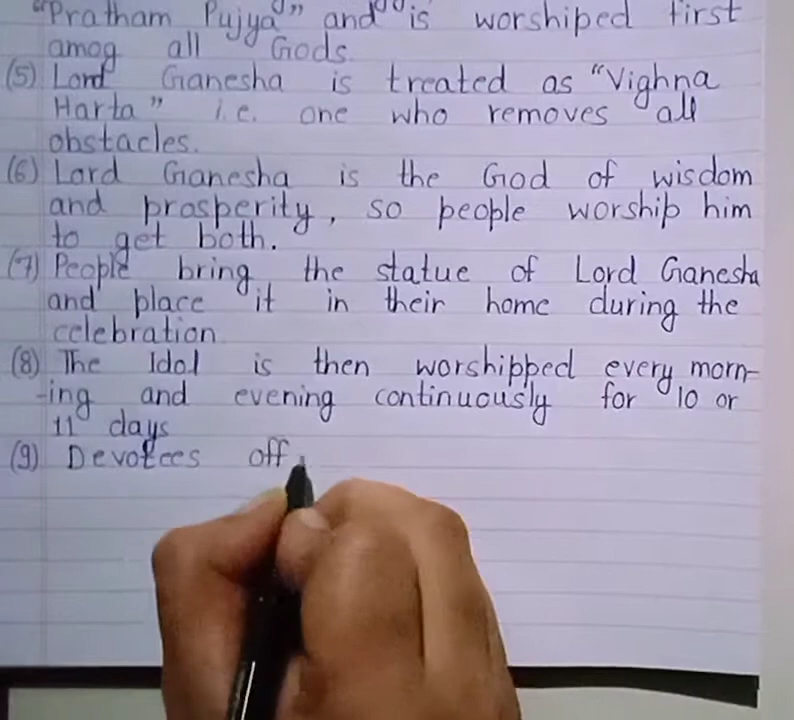 "Pratham Pujya" and is worshiped first
amog all Gods.
(5) Lord Ganesha is treated as "Vighna
Harta" i.e. one who removes all
obstacles.
(6) Lord Ganesha is the God of wisdom
and prosperity, so people worship him
to get both.
(7) People bring the statue of Lord Ganesha
and place it in their home during the
celebration
(8) The Idol is then worshipped every morn-
-ing and evening continuously for 10 or
11 days
(9) Devotees off